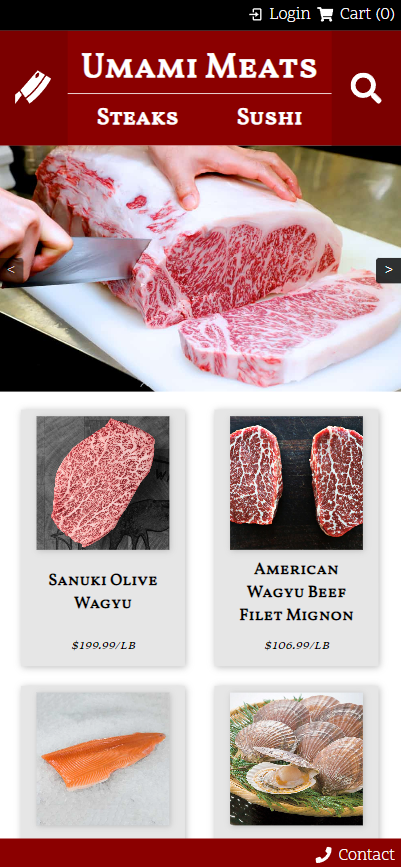 Login Cart (0)
Umami Meats
Steaks Sushi
< >
Sanuki Olive
Wagyu
$199.99/LB
American
Wagyu Beef
Filet Mignon
$106.99/LB
Contact